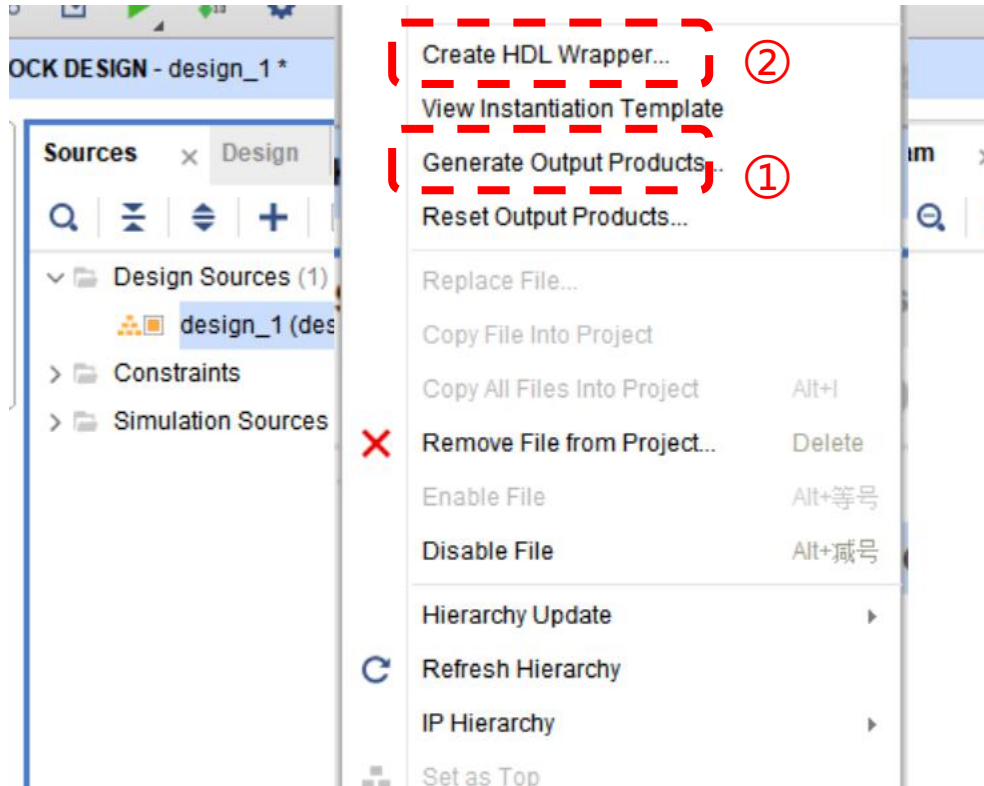 OCK DESIGN - design_1 *
Sources × Design
Design Sources (1)
design_1 (des
Constraints
Simulation Sources
Create HDL Wrapper... ②
View Instantiation Template
Generate Output Products... ①
Reset Output Products...
Replace File...
Copy File Into Project
Copy All Files Into Project Alt+I
Remove File from Project... Delete
Enable File Alt+等号
Disable File Alt+减号
Hierarchy Update
Refresh Hierarchy
IP Hierarchy
Set as Top
am